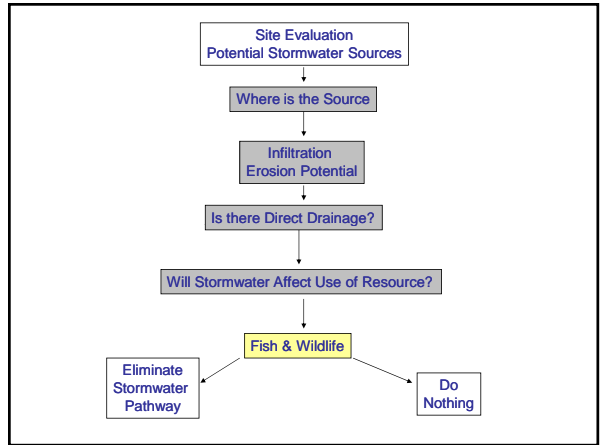 Site Evaluation
Potential Stormwater Sources
Where is the Source
Infiltration
Erosion Potential
Is there Direct Drainage?
Will Stormwater Affect Use of Resource?
Fish & Wildlife
Eliminate
Stormwater
Pathway
Do
Nothing